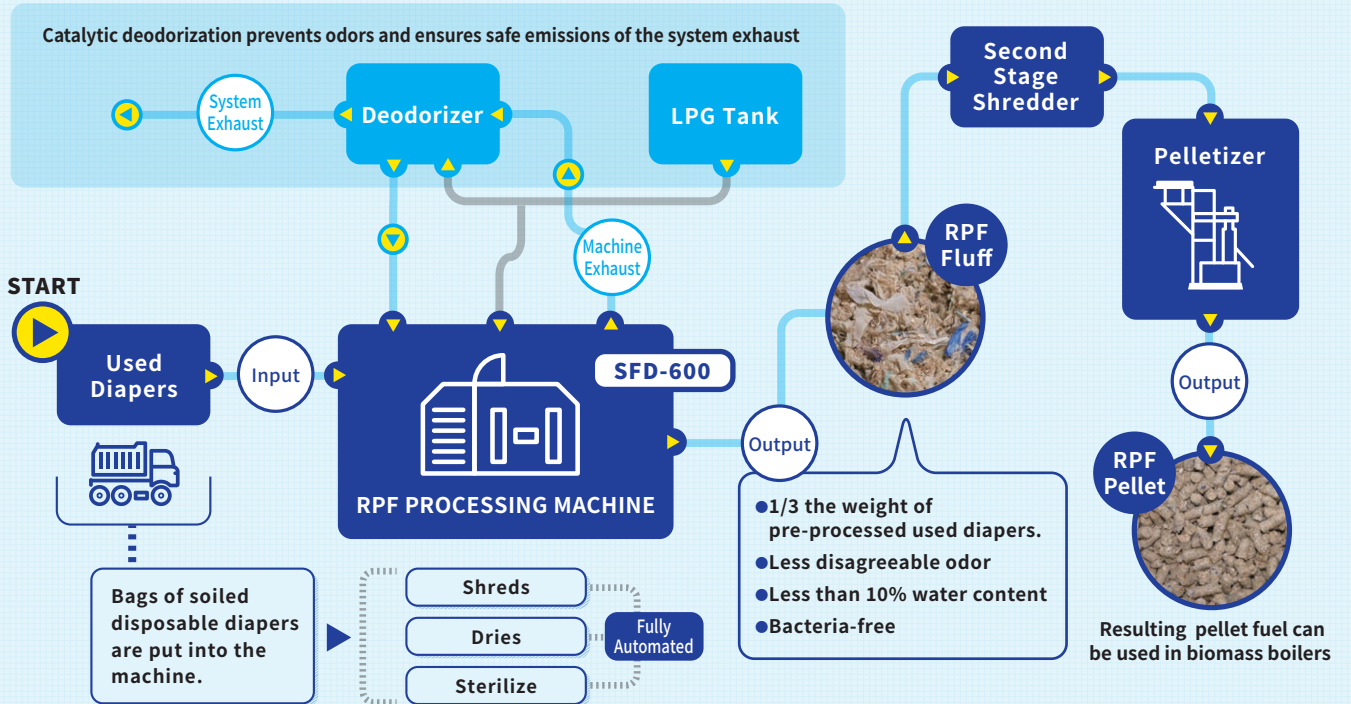 Catalytic deodorization prevents odors and ensures safe emissions of the system exhaust
System
Exhaust
Deodorizer
LPG Tank
Machine
Exhaust
START
Used
Diapers
Input
SFD-600
RPF PROCESSING MACHINE
Output
RPF
Fluff
Second
Stage
Shredder
Pelletizer
Output
RPF
Pellet
Resulting pellet fuel can
be used in biomass boilers
●1/3 the weight of
pre-processed used diapers.
●Less disagreeable odor
●Less than 10% water content
●Bacteria-free
Bags of soiled
disposable diapers
are put into the
machine.
Shreds
Dries
Sterilize
Fully
Automated